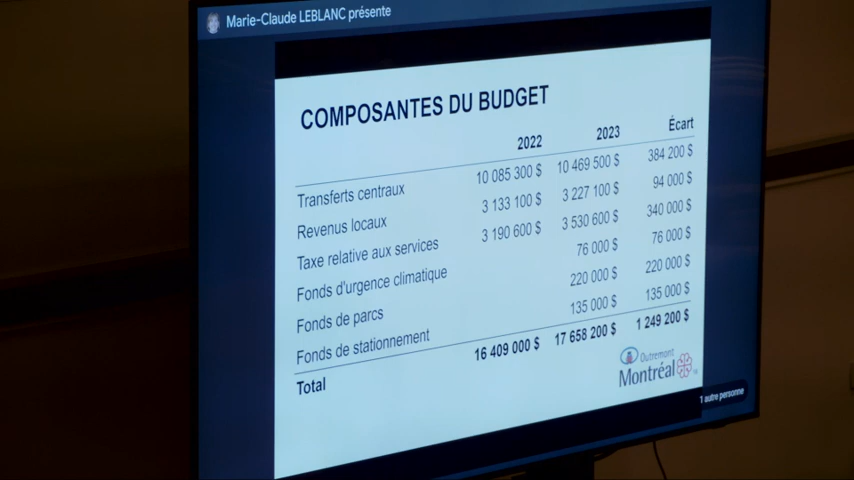 Marie-Claude LEBLANC présente
COMPOSANTES DU BUDGET
2022 2023 Écart
Transferts centraux 10 085 300 $ 10 469 500 $ 384 200 $
Revenus locaux 3 133 100 $ 3 227 100 $ 94 000 $
Taxe relative aux services 3 190 600 $ 3 530 600 $ 340 000 $
Fonds d'urgence climatique 76 000 $ 76 000 $
Fonds de parcs 220 000 $ 220 000 $
Fonds de stationnement 135 000 $ 135 000 $
Total 16 409 000 $ 17 658 200 $ 1 249 200 $
Outremont
Montréal
1 autre personne